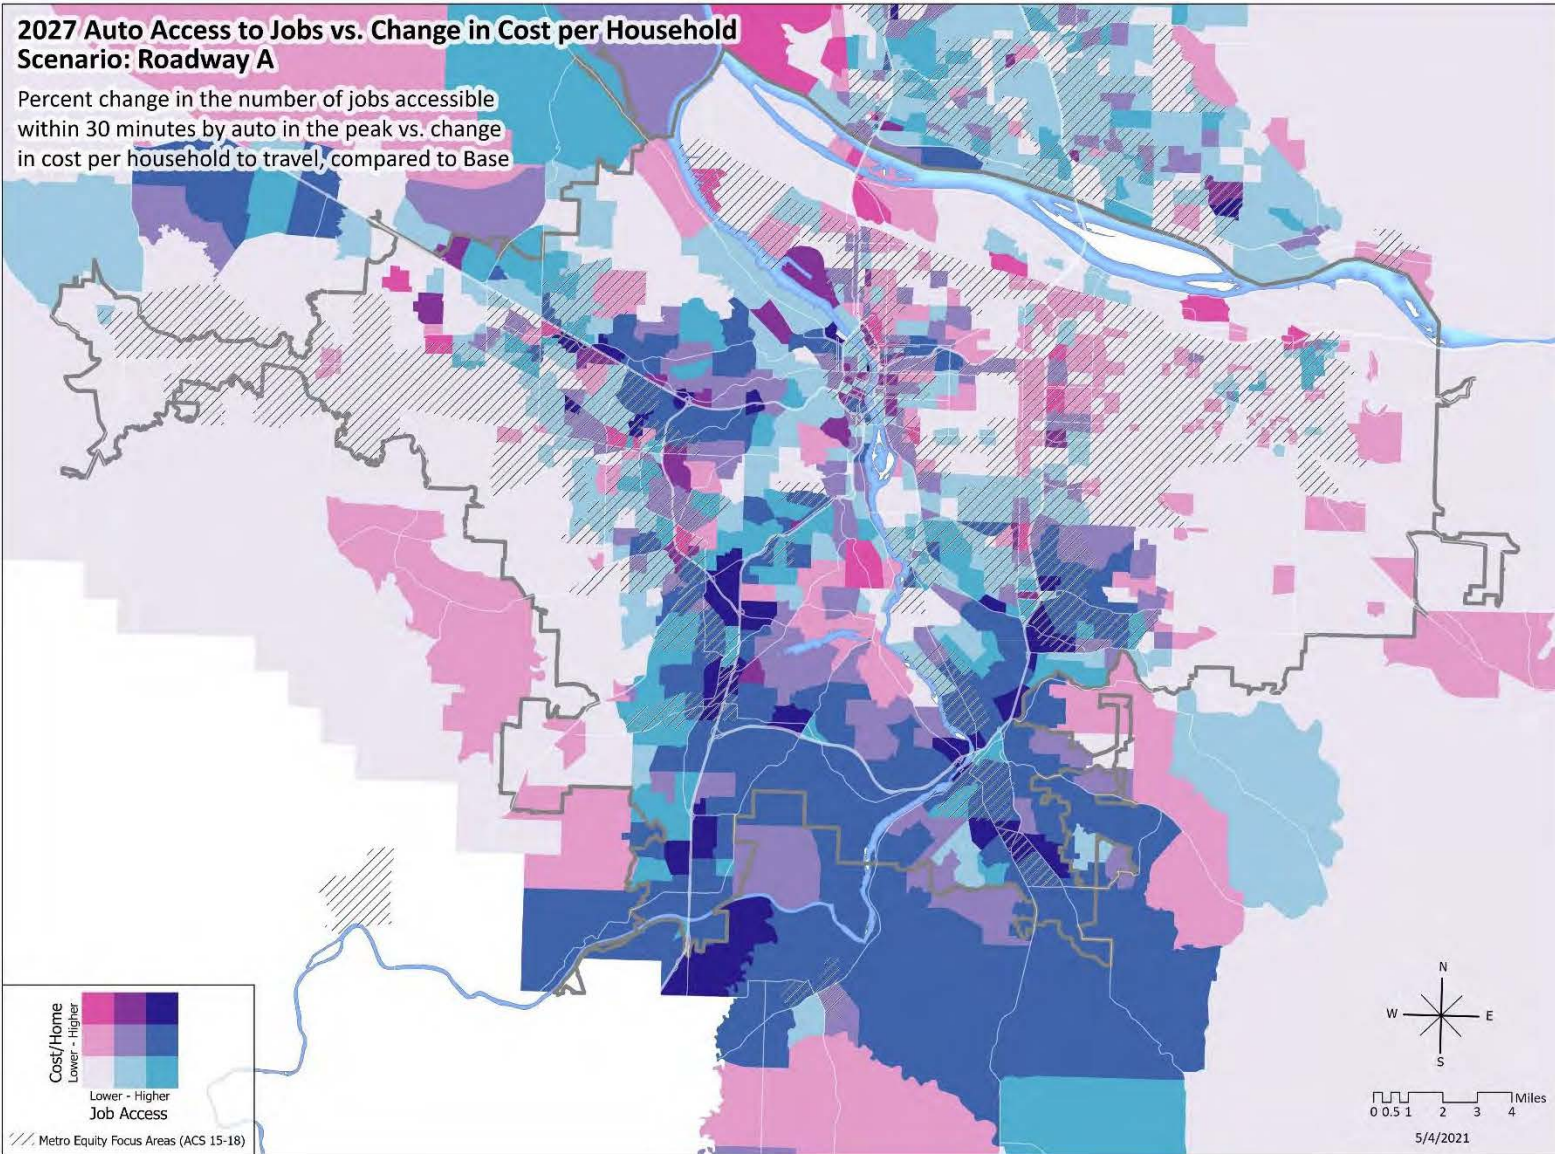 2027 Auto Access to Jobs vs. Change in Cost per Household
Scenario: Roadway A
Percent change in the number of jobs accessible
within 30 minutes by auto in the peak vs. change
in cost per household to travel, compared to Base
Cost/Home
Lower - Higher
Lower - Higher
Job Access
Metro Equity Focus Areas (ACS 15-18)
N
W
E
S
Miles
0 0.5 1 2 3 4
5/4/2021